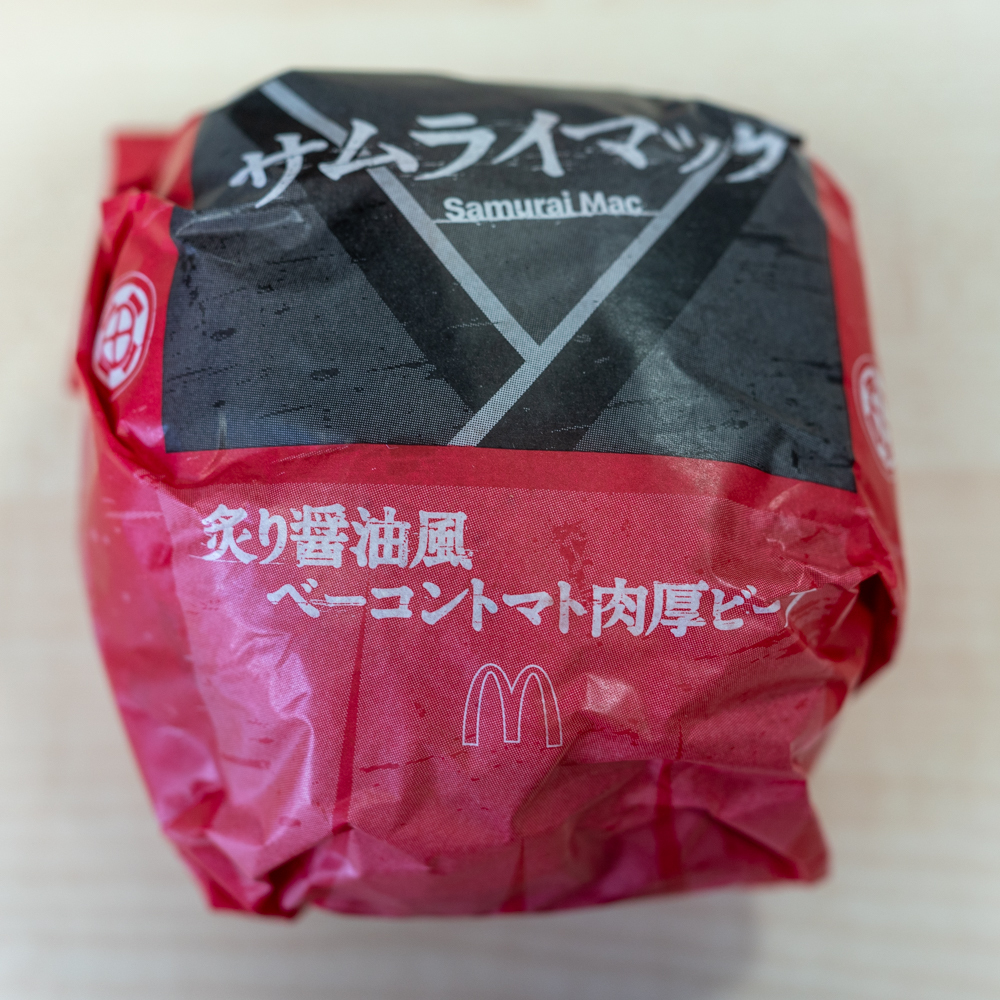 サムライマック
Samurai Mac
炙り醤油風
ベーコントマト肉厚ビー